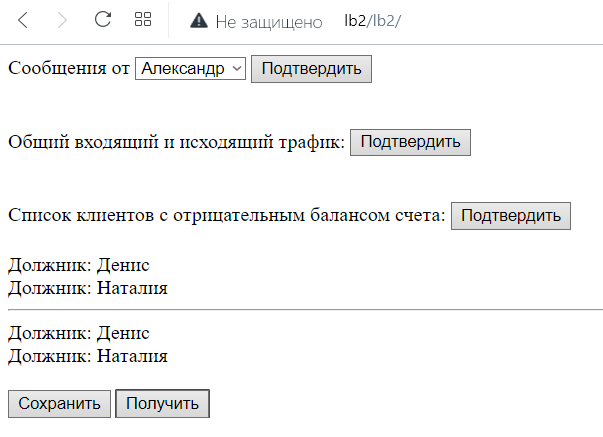 Не защищено lb2/lb2/
Сообщения от Александр Подтвердить
Общий входящий и исходящий трафик: Подтвердить
Список клиентов с отрицательным балансом счета: Подтвердить
Должник: Денис
Должник: Наталия
Должник: Денис
Должник: Наталия
Сохранить Получить